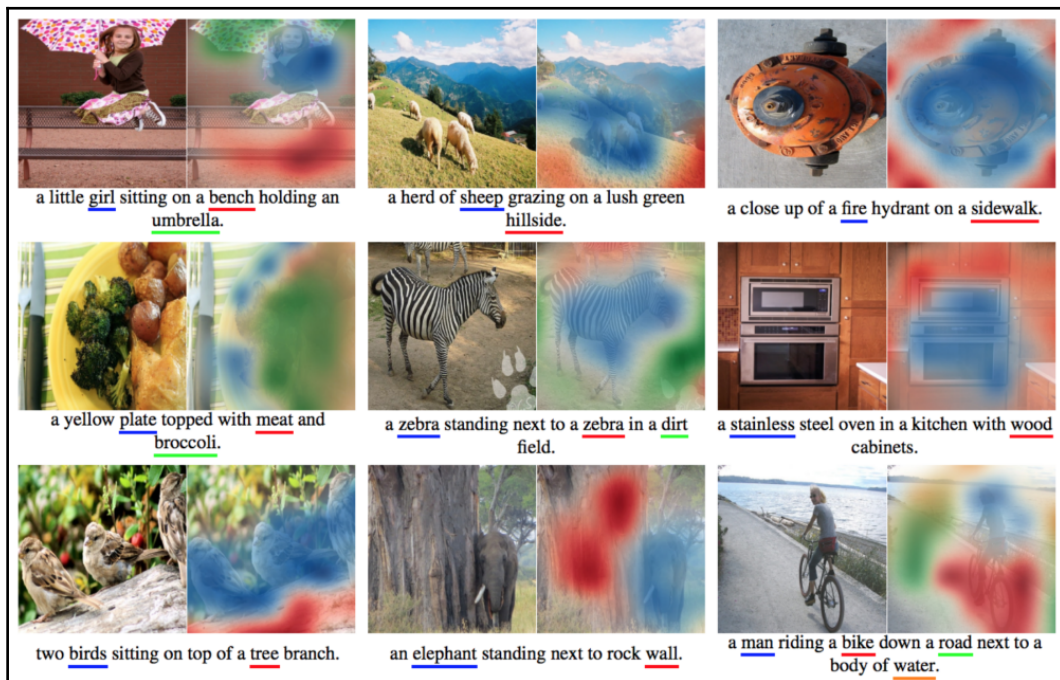 a little girl sitting on a bench holding an
umbrella.
a herd of sheep grazing on a lush green
hillside.
a close up of a fire hydrant on a sidewalk.
a yellow plate topped with meat and
broccoli.
a zebra standing next to a zebra in a dirt
field.
a stainless steel oven in a kitchen with wood
cabinets.
two birds sitting on top of a tree branch.
an elephant standing next to rock wall.
a man riding a bike down a road next to a
body of water.